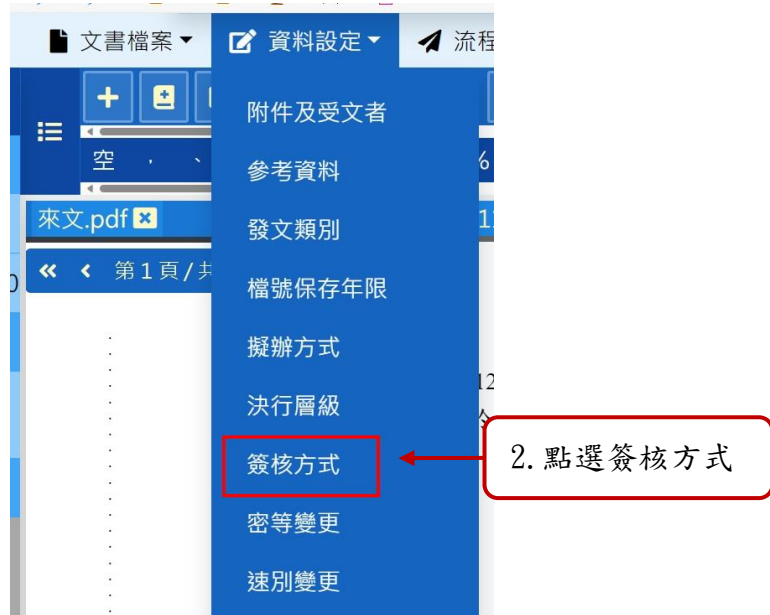 文書檔案 資料設定 流程
附件及受文者
空 ， 、 %
參考資料
來文.pdf
發文類別
第1頁/共
檔號保存年限
擬辦方式
12
決行層級
簽核方式
2.點選簽核方式
密等變更
速別變更